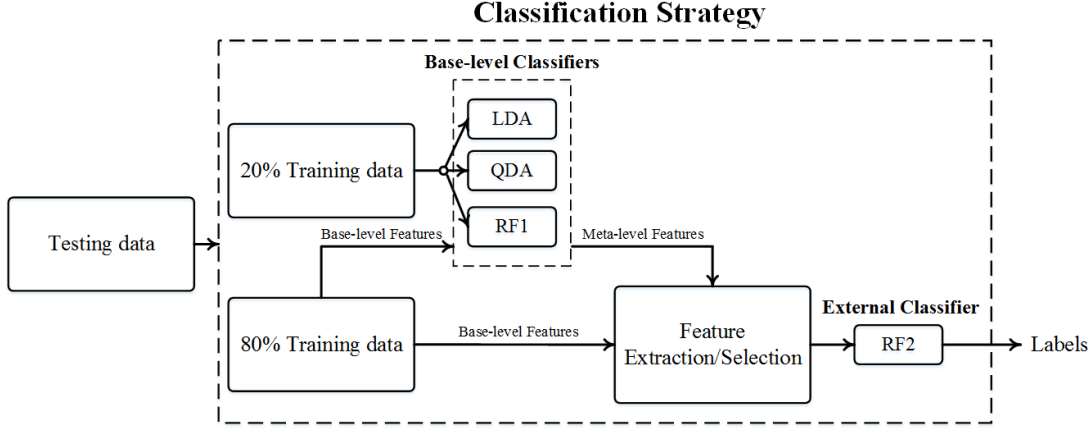 Classification Strategy
Base-level Classifiers
LDA
20% Training data
QDA
RF1
Testing data
Base-level Features
Meta-level Features
External Classifier
80% Training data
Base-level Features
Feature
Extraction/Selection
RF2
Labels